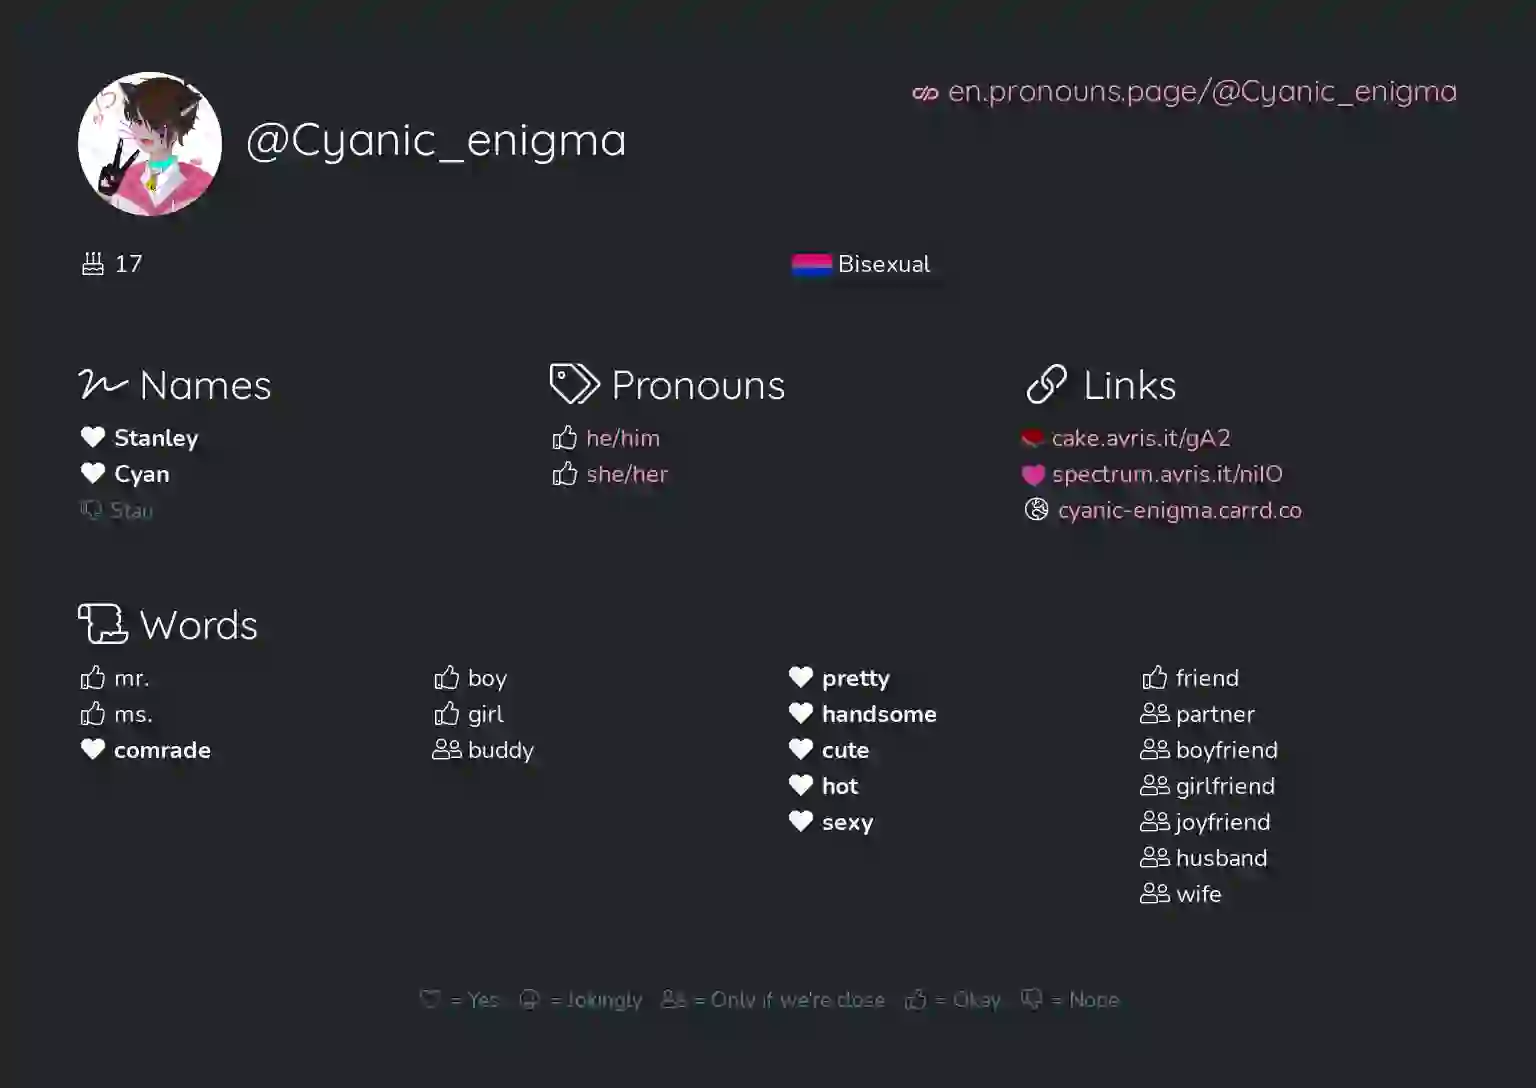 @Cyanic_enigma
en.pronouns.page/@Cyanic_enigma
17
Bisexual
Names
Stanley
Cyan
Stau
Pronouns
he/him
she/her
Links
cake.avris.it/gA2
spectrum.avris.it/nilO
cyanic-enigma.carrd.co
Words
mr.
ms.
comrade
boy
girl
buddy
pretty
handsome
cute
hot
sexy
friend
partner
boyfriend
girlfriend
joyfriend
husband
wife
= Yes = Jokingly = Only if we're close = Okay = Nope